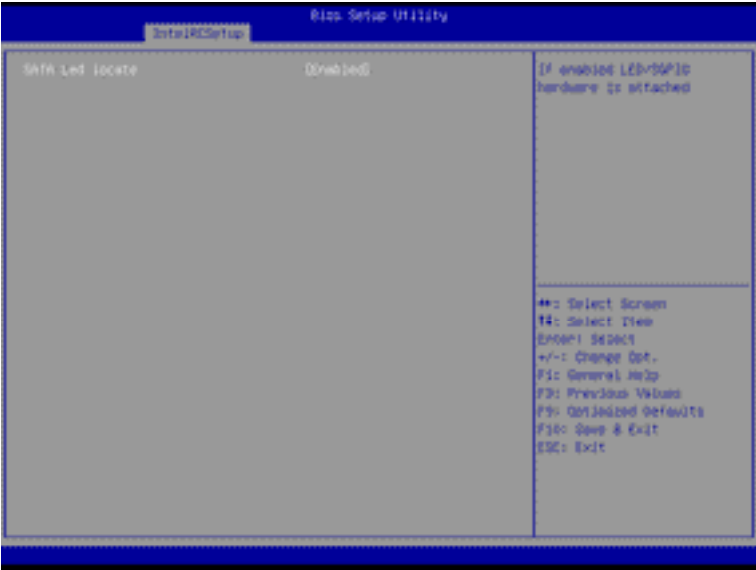 Bios Setup Utility
IntelRCSetup
SATA Led locate [Enabled]
If enabled LED/SGPIO
hardware is attached
→←: Select Screen
↑↓: Select Item
Enter: Select
+/-: Change Opt.
F1: General Help
F3: Previous Values
F9: Optimized Defaults
F10: Save & Exit
ESC: Exit